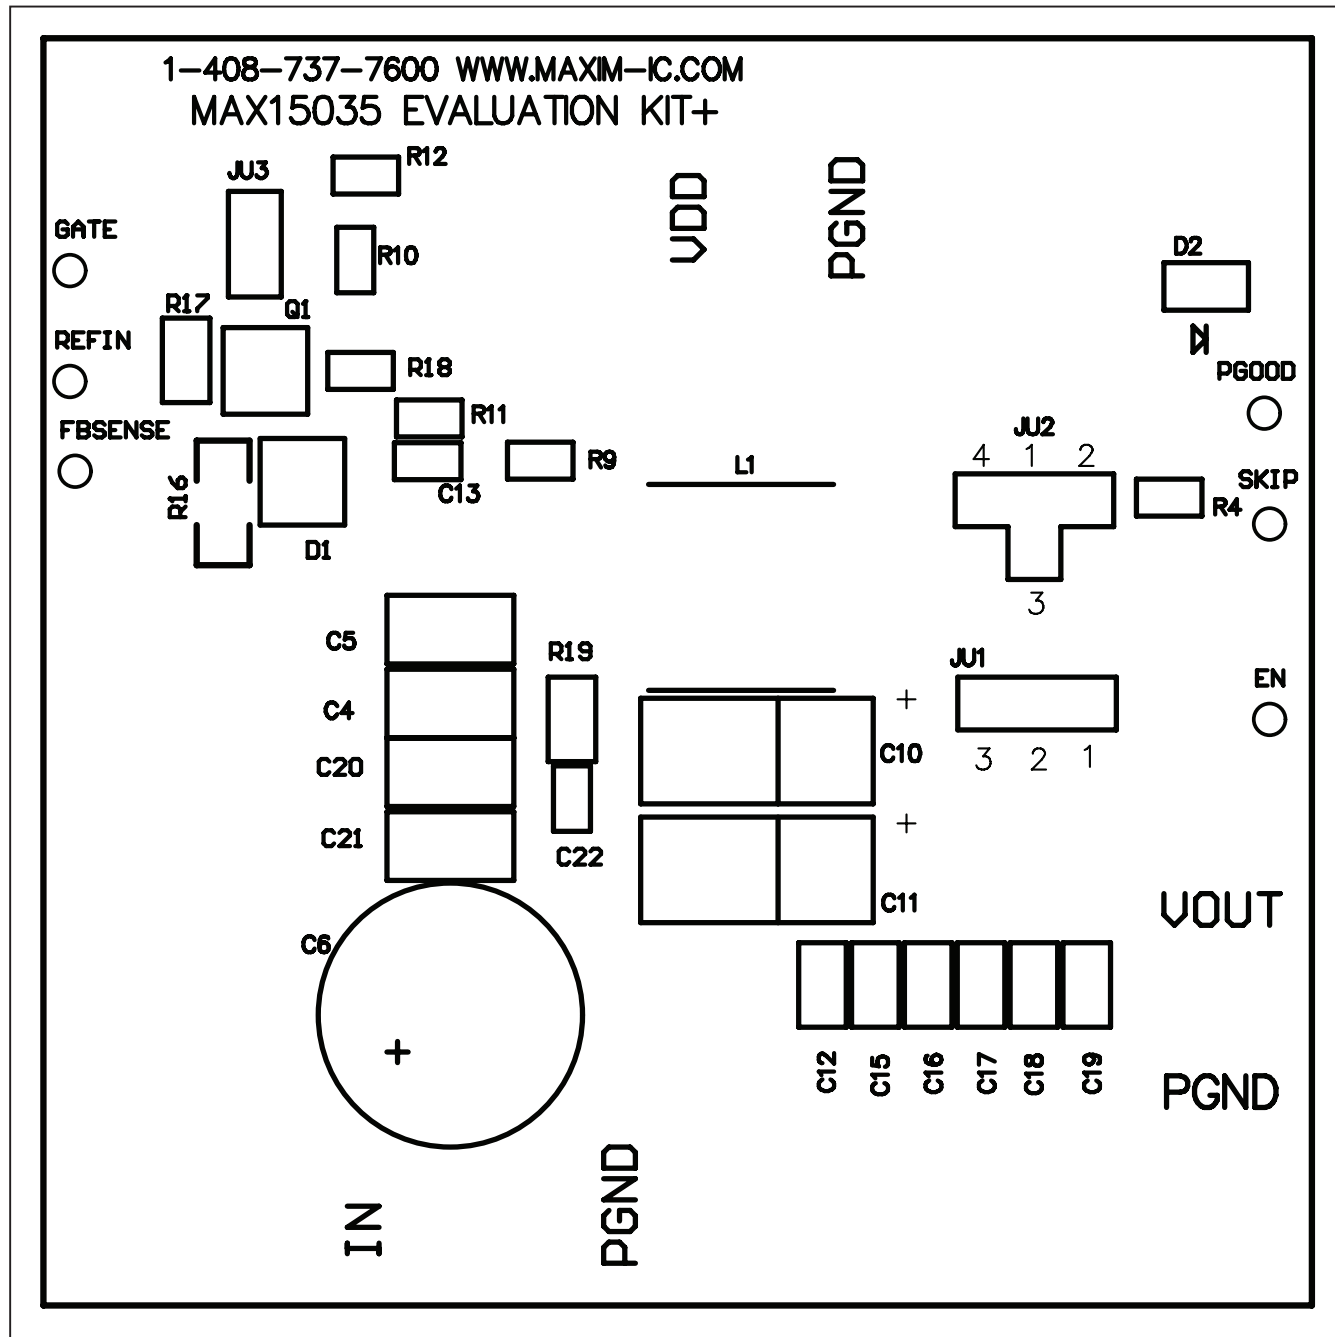 1-408-737-7600 WWW.MAXIM-IC.COM
MAX15035 EVALUATION KIT+
R12
JU3
VDD
PGND
GATE
R10
D2
R17
Q1
REFIN
R18
PGOOD
R11
FBSENSE
JU2
4 1 2
R9
L1
SKIP
R16
C13
R4
D1
3
C5
R19
JU1
EN
C4
+
C10
C20
3 2 1
C21
+
C22
C11
VOUT
C6
+
C12
C15
C16
C17
C18
C19
PGND
IN
PGND